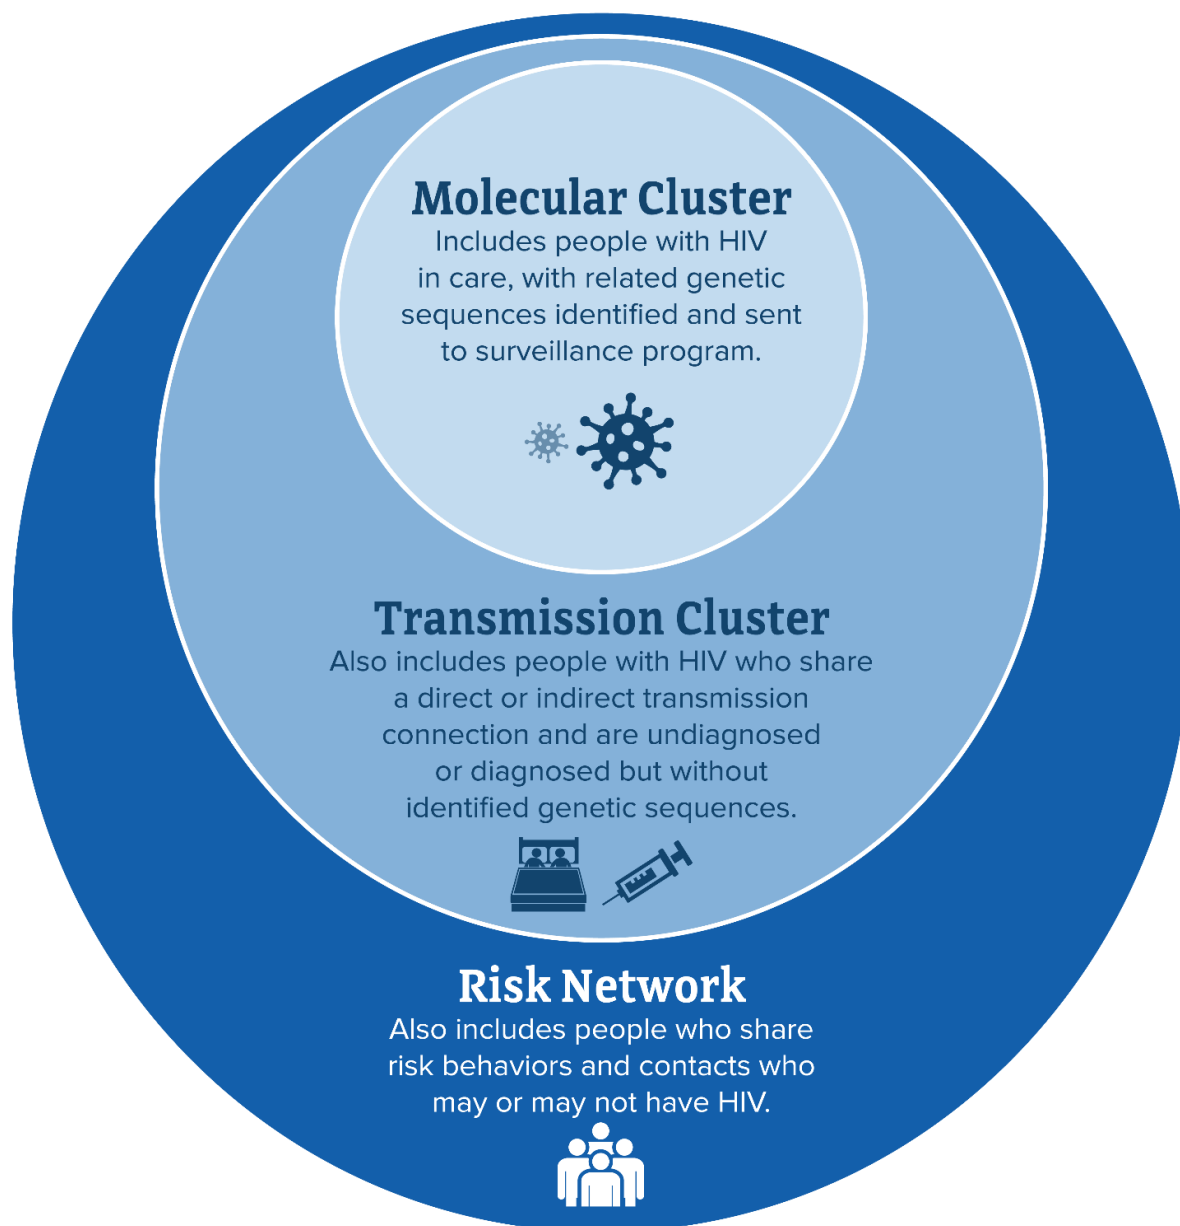 Molecular Cluster
Includes people with HIV
in care, with related genetic
sequences identified and sent
to surveillance program.
Transmission Cluster
Also includes people with HIV who share
a direct or indirect transmission
connection and are undiagnosed
or diagnosed but without
identified genetic sequences.
Risk Network
Also includes people who share
risk behaviors and contacts who
may or may not have HIV.